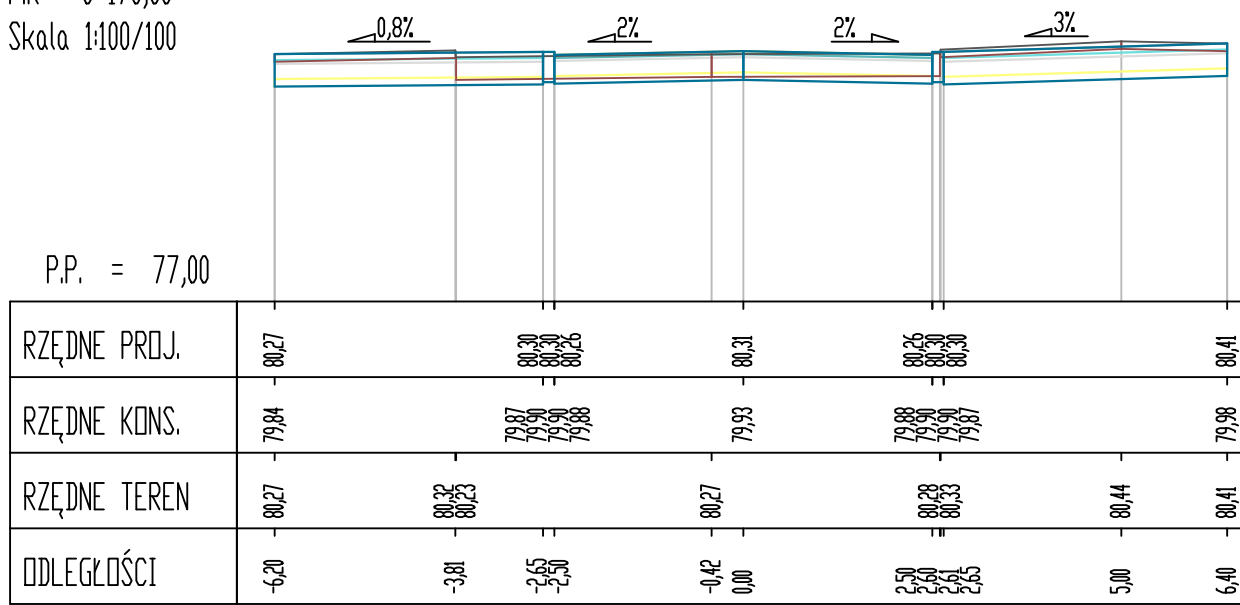 Skala 1:100/100
0,8% 2% 2% 3%
P.P. = 77,00
RZĘDNE PROJ. 80,27 80,30 80,30 80,26 80,31 80,26 80,30 80,30 80,41
RZĘDNE KONS. 79,84 79,87 79,90 79,90 79,88 79,93 79,88 79,90 79,90 79,87 79,98
RZĘDNE TEREN 80,27 80,32 80,23 80,27 80,28 80,33 80,44 80,41
ODLEGŁOŚCI -6,20 -3,81 -2,65 -2,50 -0,42 0,00 2,50 2,60 2,61 2,65 5,00 6,40